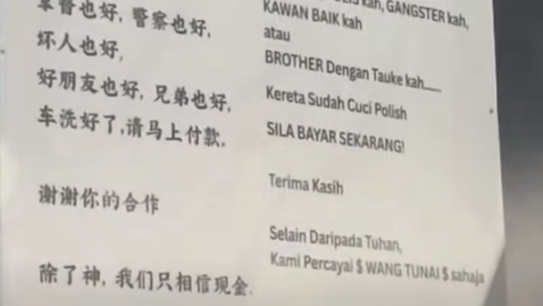 警察也好,
坏人也好,
好朋友也好, 兄弟也好,
车洗好了,请马上付款.
谢谢你的合作
除了神, 我们只相信现金.
kah, GANGSTER kah,
KAWAN BAIK kah
atau
BROTHER Dengan Tauke kah......
Kereta Sudah Cuci Polish
SILA BAYAR SEKARANG!
Terima Kasih
Selain Daripada Tuhan,
Kami Percayai $ WANG TUNAI $ sahaja